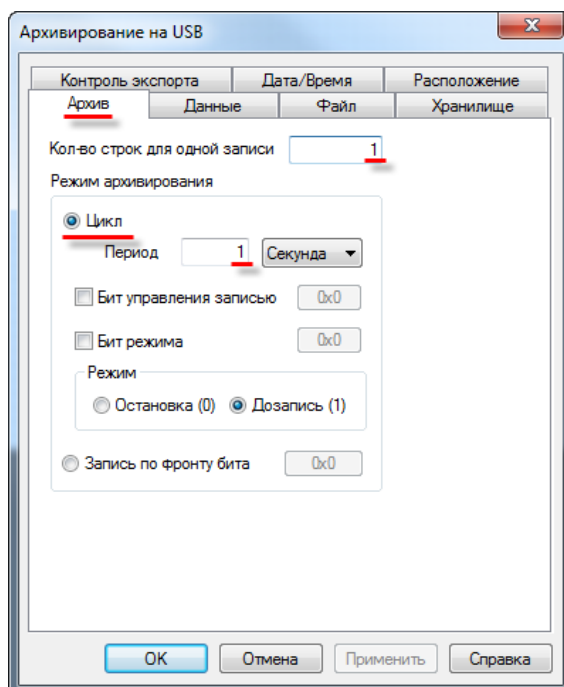 Архивирование на USB
Контроль экспорта Дата/Время Расположение
Архив Данные Файл Хранилище
Кол-во строк для одной записи 1
Режим архивирования
Цикл
Период 1 Секунда
Бит управления записью 0x0
Бит режима 0x0
Режим
Остановка (0) Дозапись (1)
Запись по фронту бита 0x0
OK Отмена Применить Справка